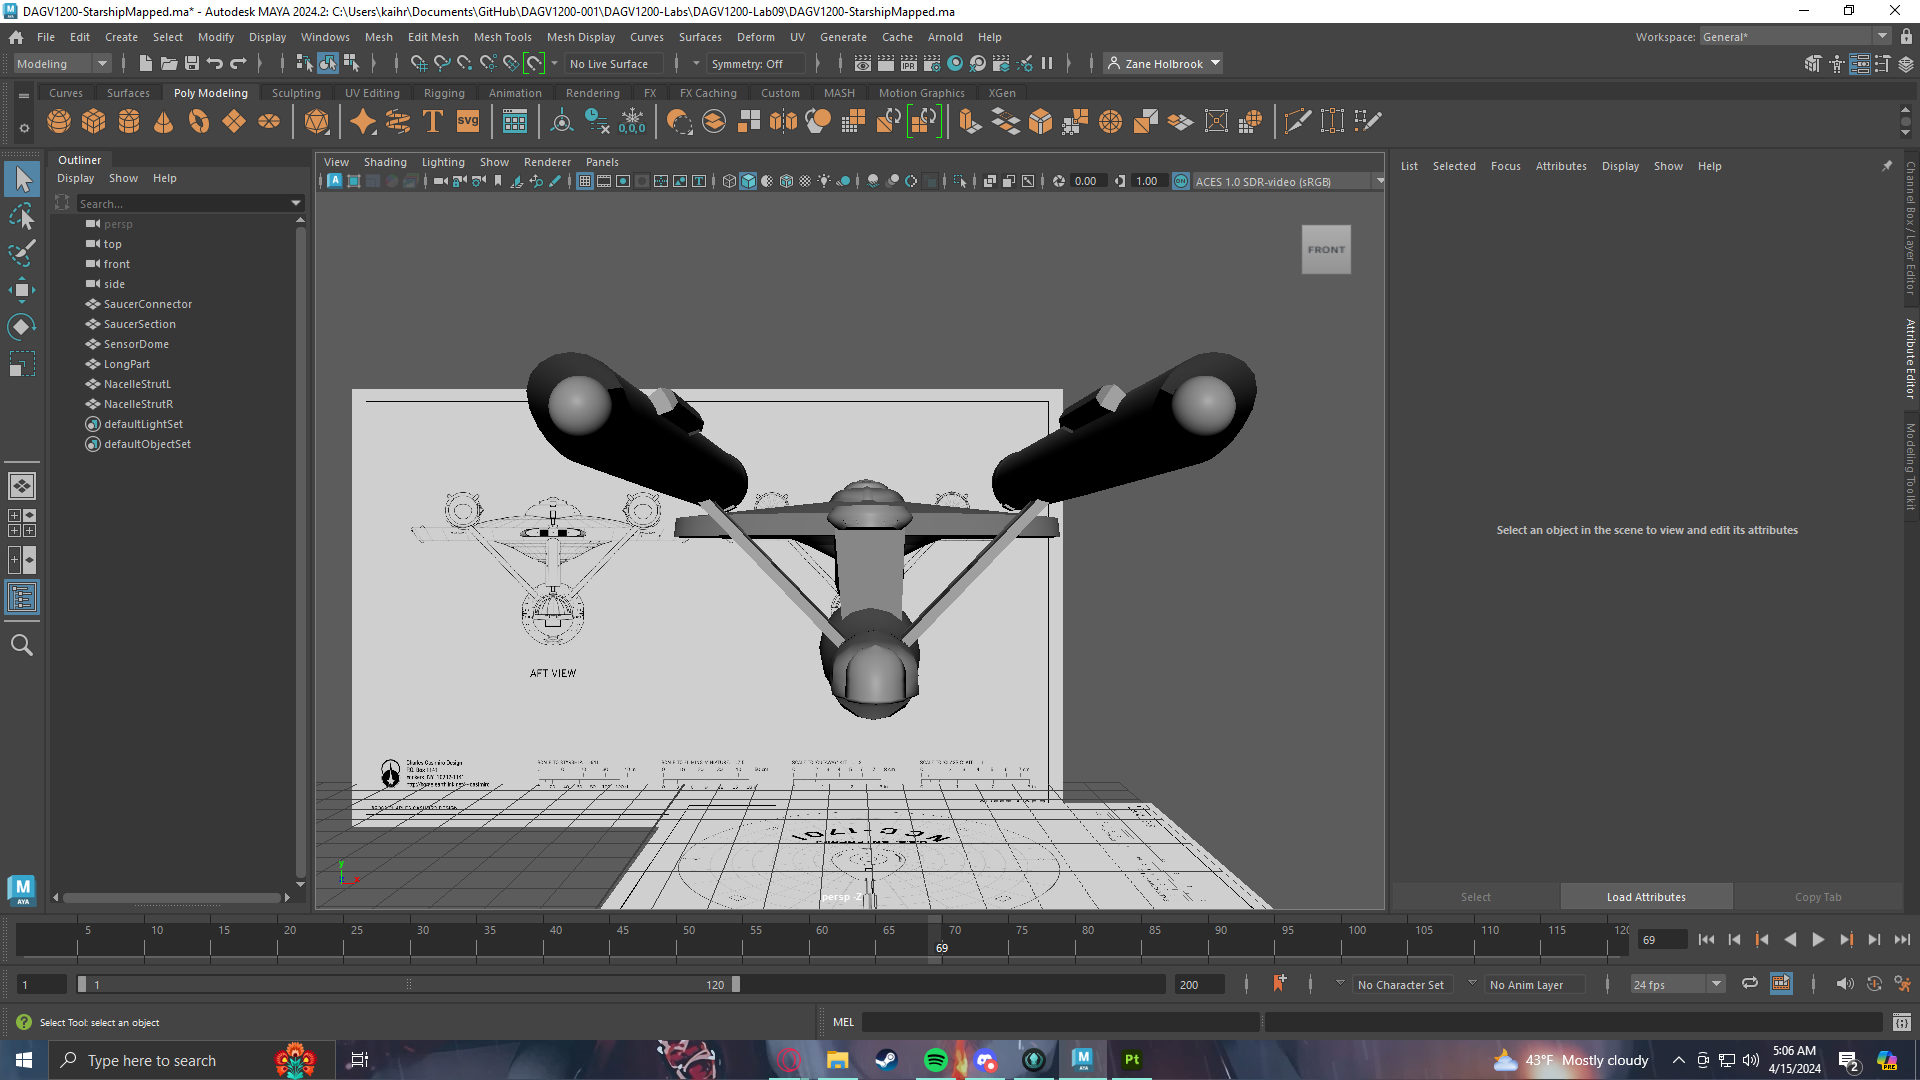 DAGV1200-StarshipMapped.ma* - Autodesk MAYA 2024.2: C:\Users\kaihr\Documents\GitHub\DAGV1200-001\DAGV1200-Labs\DAGV1200-Lab09\DAGV1200-StarshipMapped.ma
File Edit Create Select Modify Display Windows Mesh Edit Mesh Mesh Tools Mesh Display Curves Surfaces Deform UV Generate Cache Arnold Help
Workspace: General*
Modeling
No Live Surface
Symmetry: Off
Zane Holbrook
Curves Surfaces Poly Modeling Sculpting UV Editing Rigging Animation Rendering FX FX Caching Custom MASH Motion Graphics XGen
Outliner
Display Show Help
Search...
persp
top
front
side
SaucerConnector
SaucerSection
SensorDome
LongPart
NacelleStrutL
NacelleStrutR
defaultLightSet
defaultObjectSet
View Shading Lighting Show Renderer Panels
0.00 1.00 ACES 1.0 SDR-video (sRGB)
FRONT
AFT VIEW
Charles Casimiro Design
NCC-1701
persp -Z
List Selected Focus Attributes Display Show Help
Select an object in the scene to view and edit its attributes
Select Load Attributes Copy Tab
Channel Box / Layer Editor
Attribute Editor
Modeling Toolkit
5 10 15 20 25 30 35 40 45 50 55 60 65 70 75 80 85 90 95 100 105 110 115 120
69
69
1 1 120 200
No Character Set
No Anim Layer
24 fps
Select Tool: select an object
MEL
Type here to search
43°F Mostly cloudy
5:06 AM
4/15/2024
2